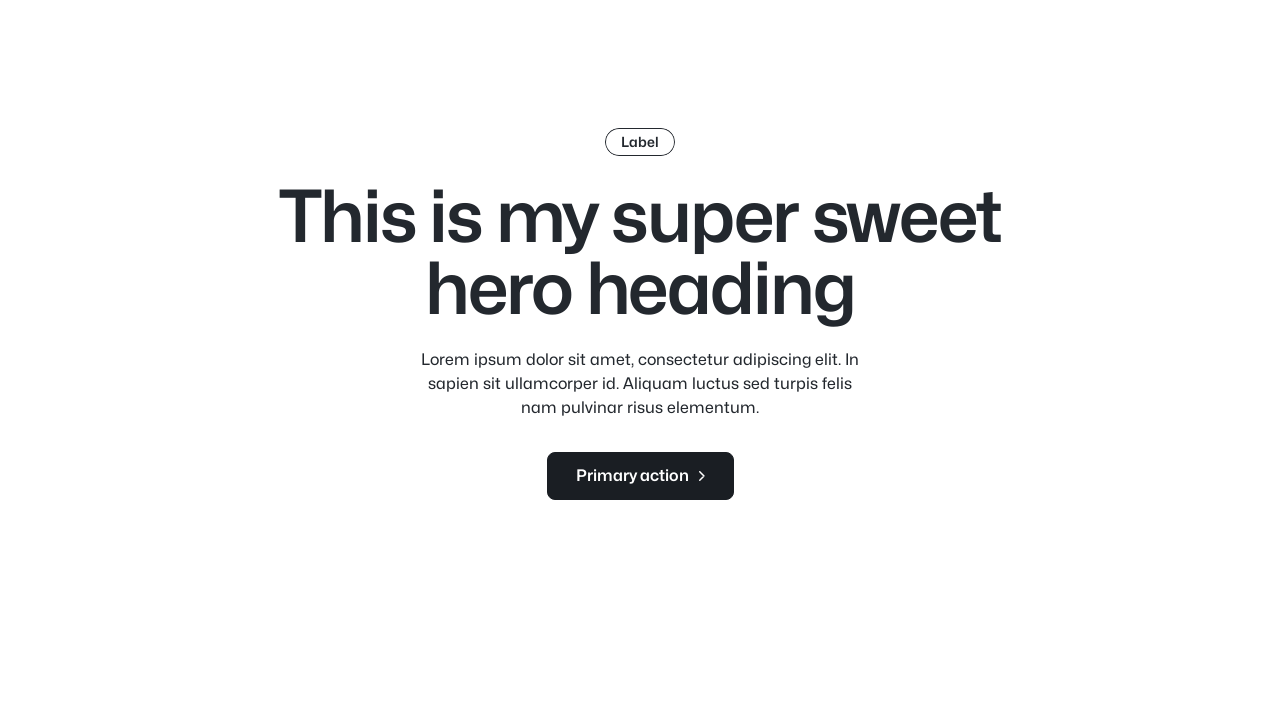 Label
This is my super sweet
hero heading
Lorem ipsum dolor sit amet, consectetur adipiscing elit. In
sapien sit ullamcorper id. Aliquam luctus sed turpis felis
nam pulvinar risus elementum.
Primary action